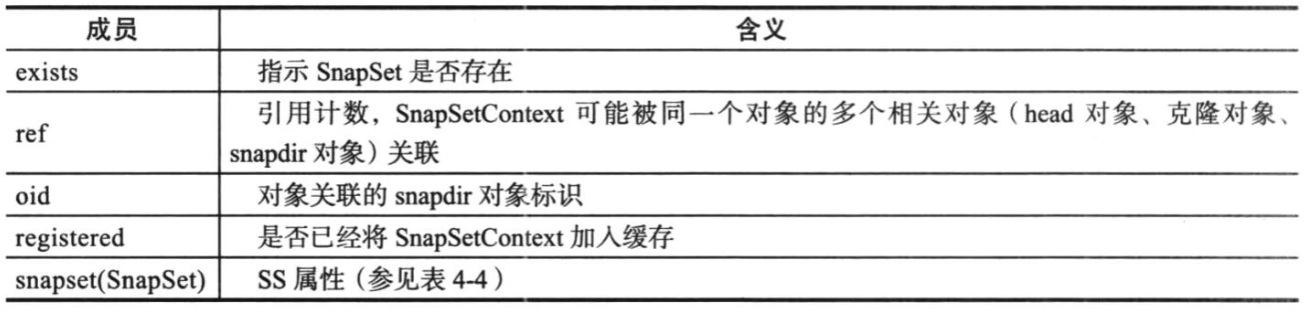 成员 含义
exists 指示 SnapSet 是否存在
ref 引用计数，SnapSetContext 可能被同一个对象的多个相关对象（head 对象、克隆对象、
snapdir 对象）关联
oid 对象关联的 snapdir 对象标识
registered 是否已经将 SnapSetContext 加入缓存
snapset(SnapSet) SS 属性（参见表 4-4）